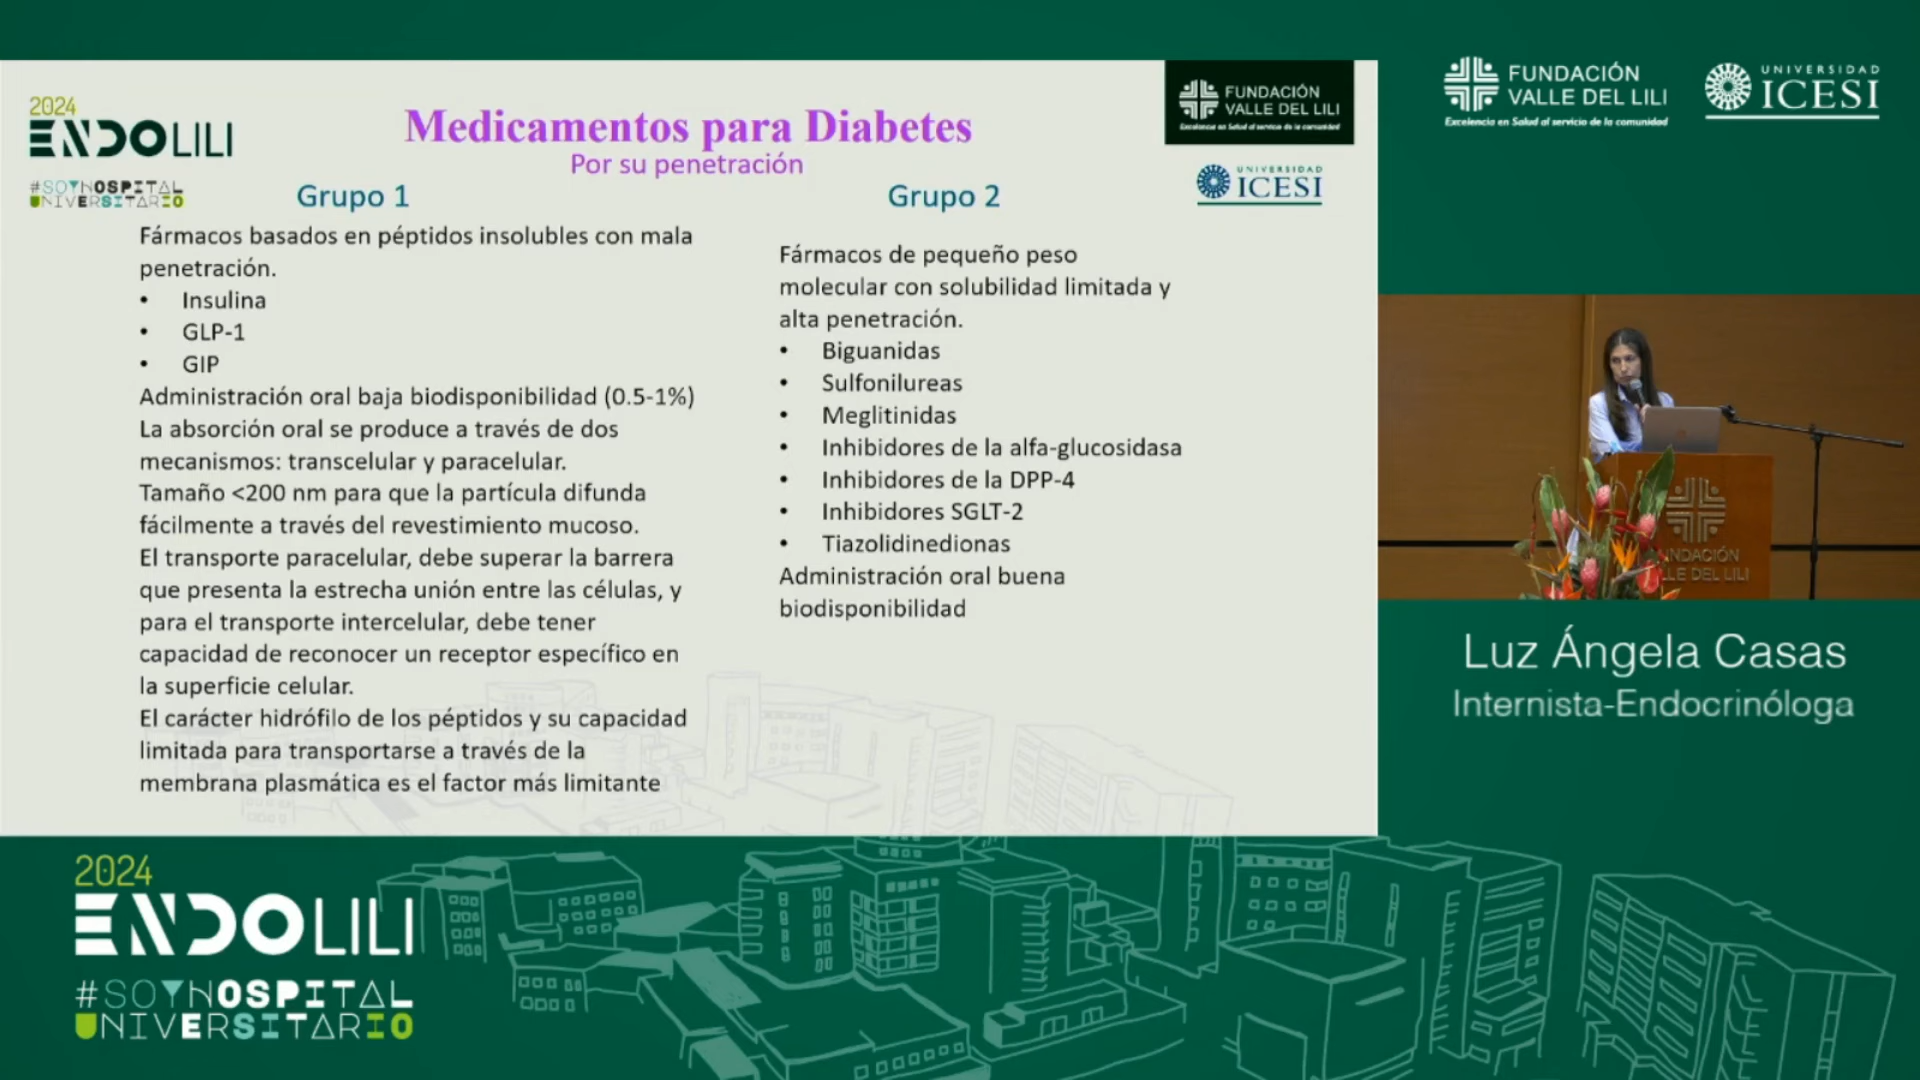 2024
ENDOLILI
#SOYHOSPITAL
UNIVERSITARIO
Medicamentos para Diabetes
Por su penetración
FUNDACIÓN
VALLE DEL LILI
Excelencia en Salud al servicio de la comunidad
UNIVERSIDAD
ICESI
Grupo 1
Fármacos basados en péptidos insolubles con mala
penetración.
• Insulina
• GLP-1
• GIP
Administración oral baja biodisponibilidad (0.5-1%)
La absorción oral se produce a través de dos
mecanismos: transcelular y paracelular.
Tamaño <200 nm para que la partícula difunda
fácilmente a través del revestimiento mucoso.
El transporte paracelular, debe superar la barrera
que presenta la estrecha unión entre las células, y
para el transporte intercelular, debe tener
capacidad de reconocer un receptor específico en
la superficie celular.
El carácter hidrófilo de los péptidos y su capacidad
limitada para transportarse a través de la
membrana plasmática es el factor más limitante
Grupo 2
Fármacos de pequeño peso
molecular con solubilidad limitada y
alta penetración.
• Biguanidas
• Sulfonilureas
• Meglitinidas
• Inhibidores de la alfa-glucosidasa
• Inhibidores de la DPP-4
• Inhibidores SGLT-2
• Tiazolidinedionas
Administración oral buena
biodisponibilidad
FUNDACIÓN
VALLE DEL LILI
Excelencia en Salud al servicio de la comunidad
UNIVERSIDAD
ICESI
Luz Ángela Casas
Internista-Endocrinóloga
2024
ENDOLILI
#SOYHOSPITAL
UNIVERSITARIO